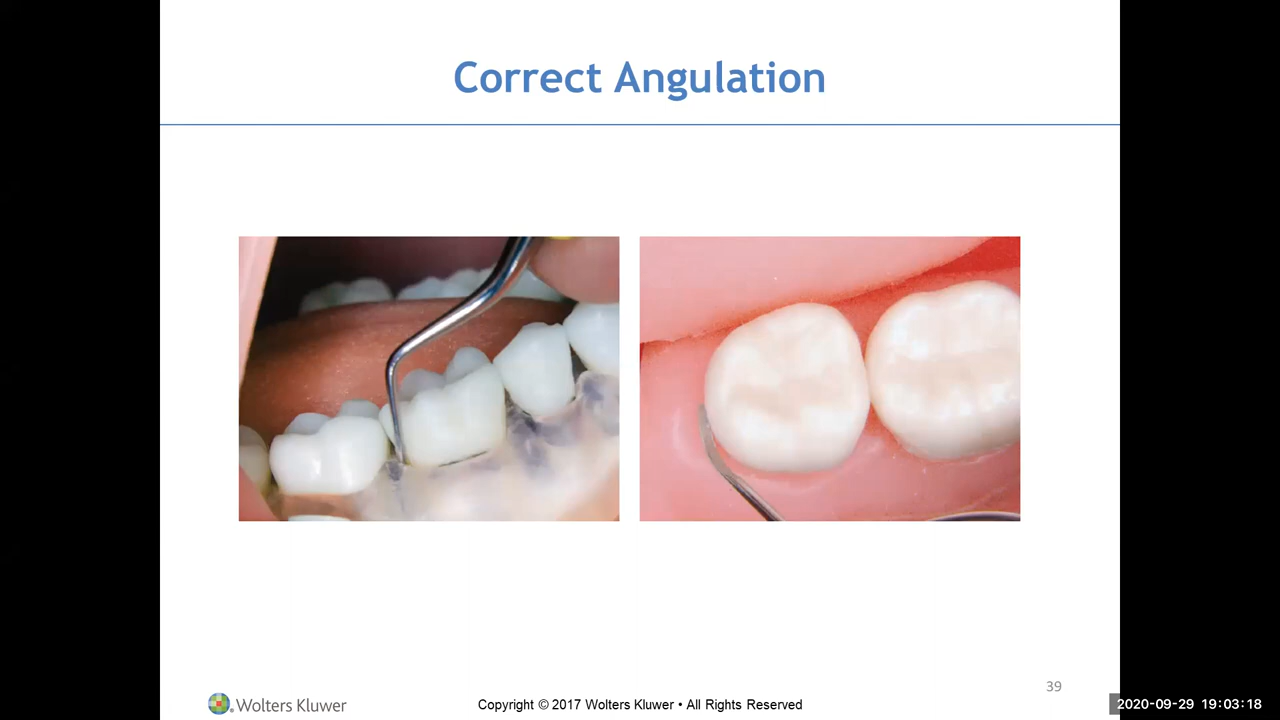 Correct Angulation
39
Wolters Kluwer
Copyright © 2017 Wolters Kluwer • All Rights Reserved
2020-09-29 19:03:18